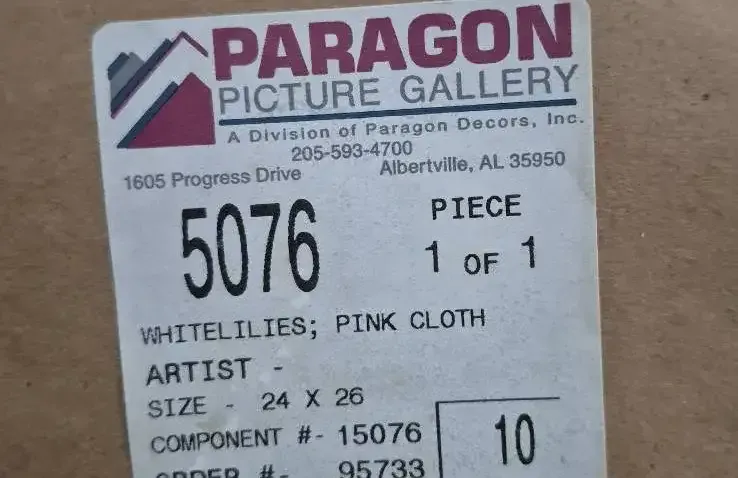 PARAGON
PICTURE GALLERY
A Division of Paragon Decors, Inc.
205-593-4700
1605 Progress Drive Albertville, AL 35950
5076
PIECE
1 OF 1
WHITELILIES; PINK CLOTH
ARTIST -
SIZE - 24 X 26
COMPONENT #- 15076
10
ORDER #- 95733